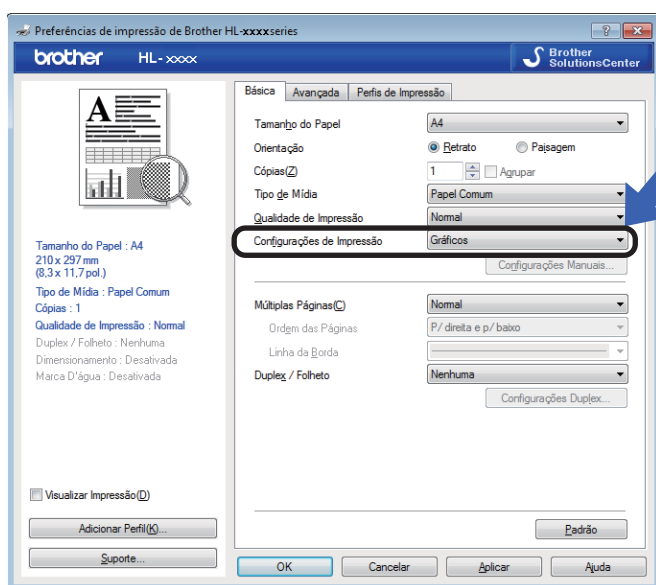 Preferências de impressão de Brother HL-xxxxseries
brother HL-xxxx
Brother
SolutionsCenter
Básica Avançada Perfis de Impressão
Tamanho do Papel A4
Orientação Retrato Paisagem
Cópias(Z) 1 Agrupar
Tipo de Mídia Papel Comum
Qualidade de Impressão Normal
Configurações de Impressão Gráficos
Configurações Manuais...
Múltiplas Páginas(C) Normal
Ordem das Páginas P/ direita e p/ baixo
Linha da Borda
Duplex / Folheto Nenhuma
Configurações Duplex...
Padrão
A
Tamanho do Papel : A4
210 x 297 mm
(8,3 x 11,7 pol.)
Tipo de Mídia : Papel Comum
Cópias : 1
Qualidade de Impressão : Normal
Duplex / Folheto : Nenhuma
Dimensionamento : Desativada
Marca D'água : Desativada
Visualizar Impressão(D)
Adicionar Perfil(K)...
Suporte...
OK Cancelar Aplicar Ajuda